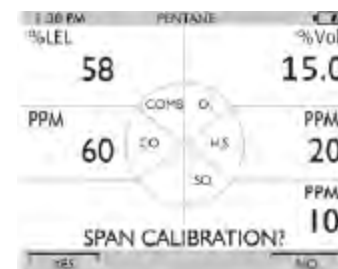 1:30 PM PENTANE
%LEL %Vol
58 15.0
COMB O₂
PPM PPM
60 CO H₂S 20
SO₂
PPM
10
SPAN CALIBRATION?
YES NO